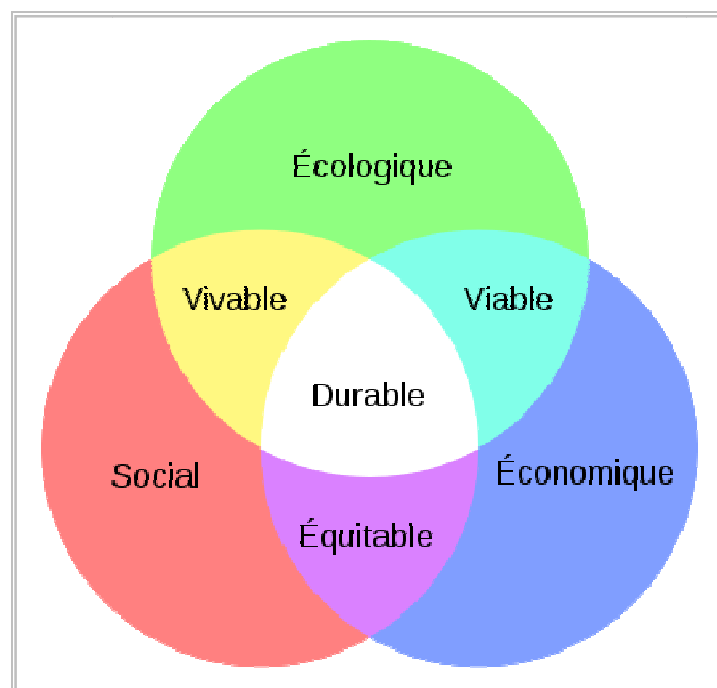 Écologique
Vivable
Viable
Durable
Social
Économique
Équitable